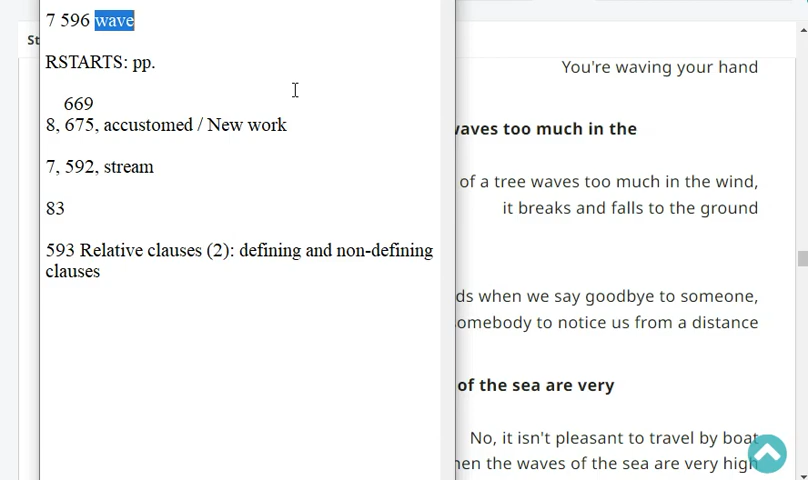 7 596 wave
RSTARTS: pp.
669
8, 675, accustomed / New work
7, 592, stream
83
593 Relative clauses (2): defining and non-defining
clauses
St
You're waving your hand
waves too much in the
of a tree waves too much in the wind,
it breaks and falls to the ground
ds when we say goodbye to someone,
omebody to notice us from a distance
of the sea are very
No, it isn't pleasant to travel by boat
hen the waves of the sea are very high